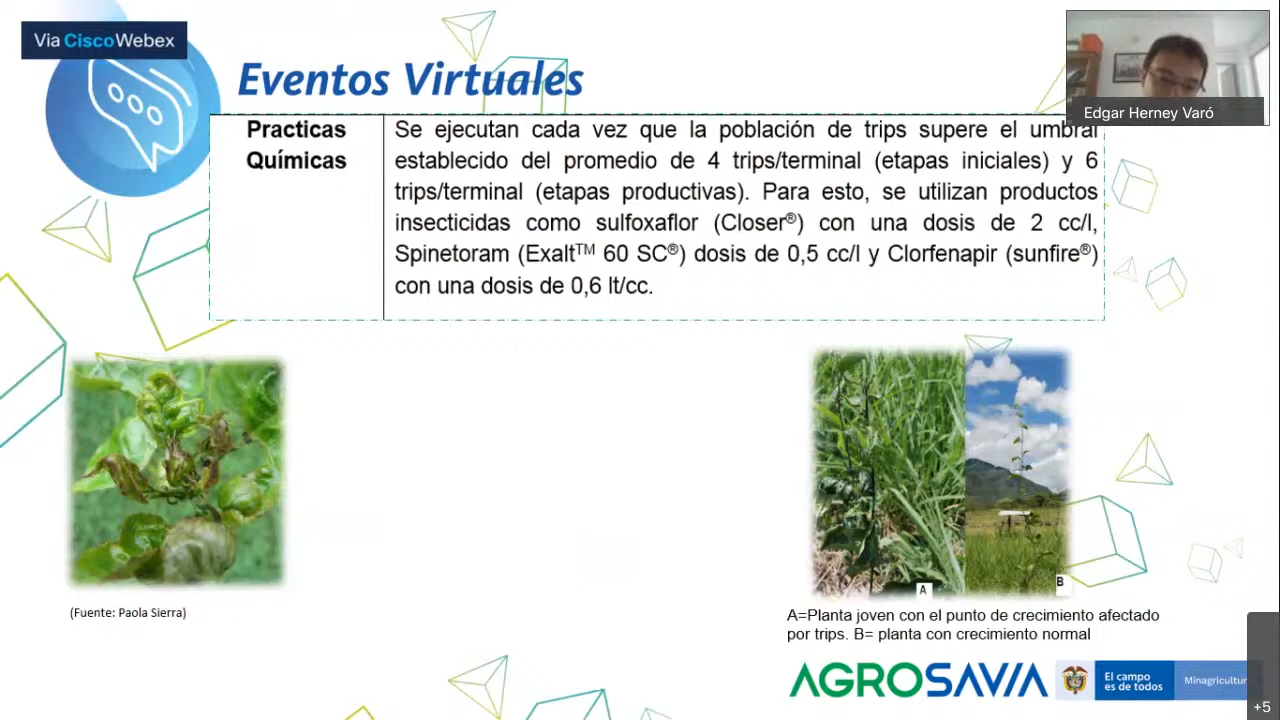 Via CiscoWebex
Eventos Virtuales
Edgar Herney Varó
Practicas
Químicas
Se ejecutan cada vez que la población de trips supere el umbral
establecido del promedio de 4 trips/terminal (etapas iniciales) y 6
trips/terminal (etapas productivas). Para esto, se utilizan productos
insecticidas como sulfoxaflor (Closer®) con una dosis de 2 cc/l,
Spinetoram (Exalt™ 60 SC®) dosis de 0,5 cc/l y Clorfenapir (sunfire®)
con una dosis de 0,6 lt/cc.
A
B
(Fuente: Paola Sierra)
A=Planta joven con el punto de crecimiento afectado
por trips. B= planta con crecimiento normal
AGROSAVIA
El campo
es de todos
Minagricultur
+5